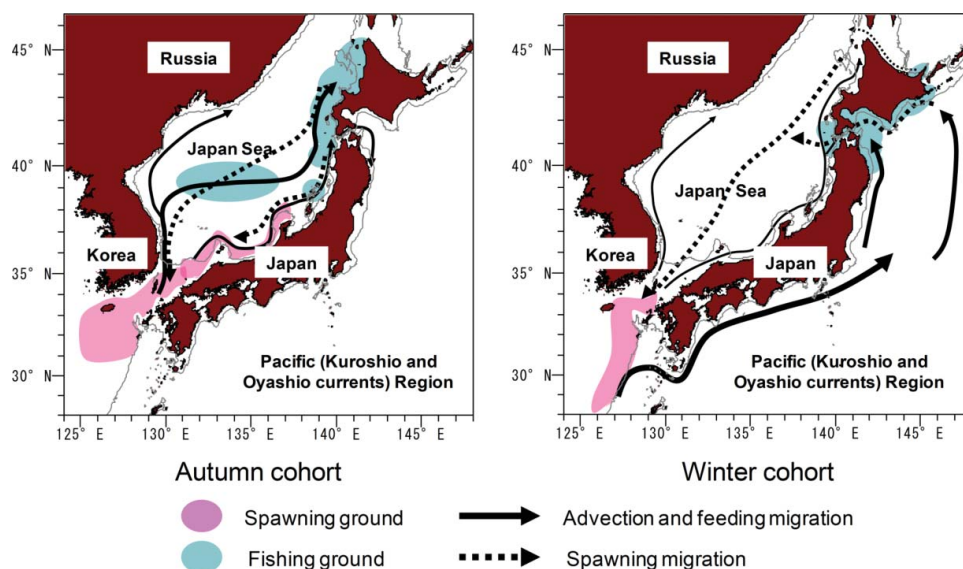 45° N
40° N
35° N
30° N
Russia
Japan Sea
Korea
Japan
Pacific (Kuroshio and
Oyashio currents) Region
125° E
130° E
135° E
140° E
145° E
45° N
40° N
35° N
30° N
Russia
Japan Sea
Korea
Japan
Pacific (Kuroshio and
Oyashio currents) Region
125° E
130° E
135° E
140° E
145° E
Autumn cohort
Winter cohort
Spawning ground
Advection and feeding migration
Fishing ground
Spawning migration